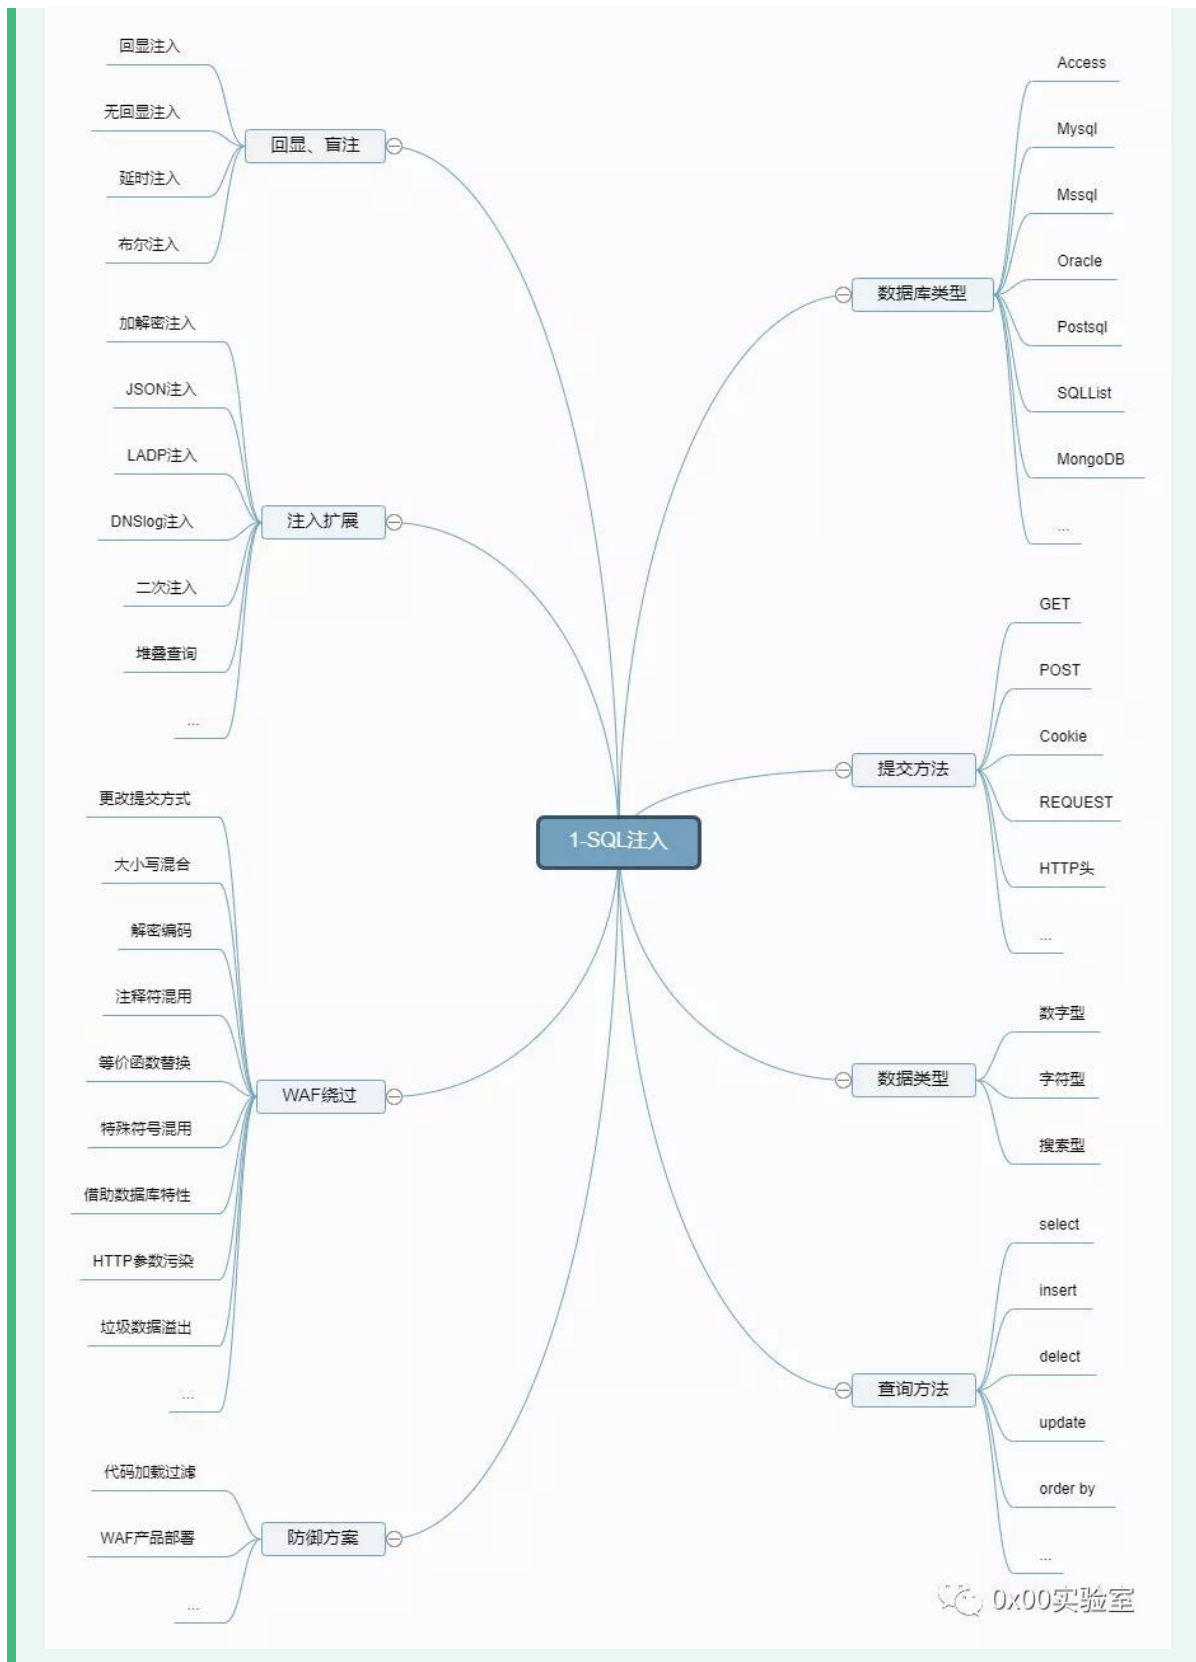 回显注入
无回显注入
延时注入
布尔注入
回显、盲注
加解密注入
JSON注入
LADP注入
DNSlog注入
二次注入
堆叠查询
...
注入扩展
更改提交方式
大小写混合
解密编码
注释符混用
等价函数替换
特殊符号混用
借助数据库特性
HTTP参数污染
垃圾数据溢出
...
WAF绕过
代码加载过滤
WAF产品部署
...
防御方案
1-SQL注入
数据库类型
Access
Mysql
Mssql
Oracle
Postsql
SQLList
MongoDB
...
提交方法
GET
POST
Cookie
REQUEST
HTTP头
...
数据类型
数字型
字符型
搜索型
查询方法
select
insert
delect
update
order by
...
0x00实验室